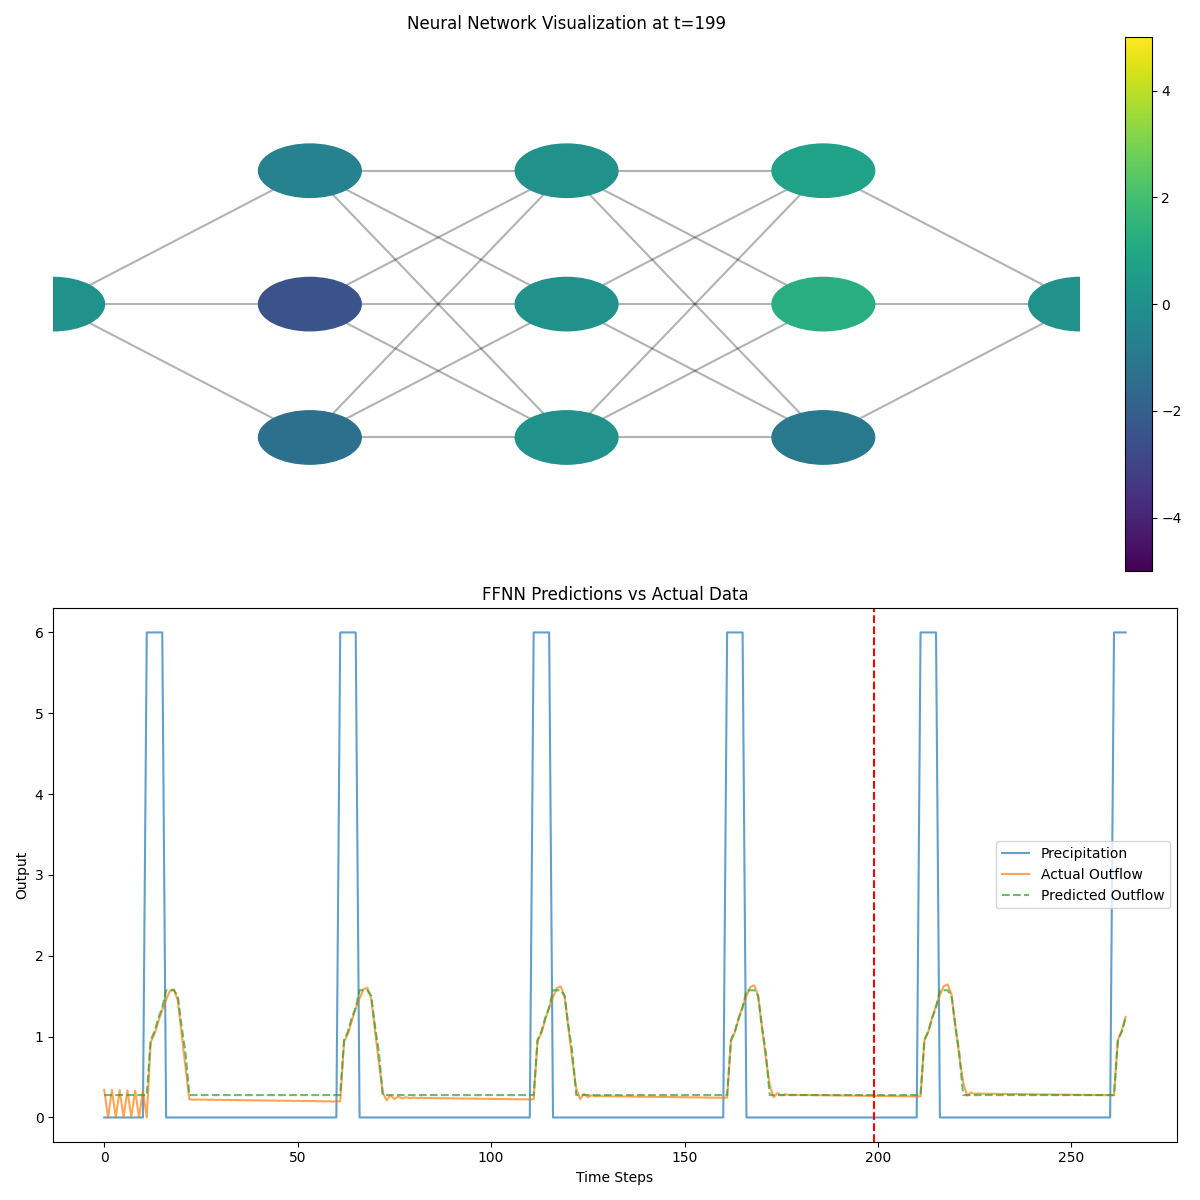 Neural Network Visualization at t=199
4
2
0
−2
−4
FFNN Predictions vs Actual Data
6
5
4
3
2
1
0
Output
Precipitation
Actual Outflow
Predicted Outflow
0
50
100
150
200
250
Time Steps